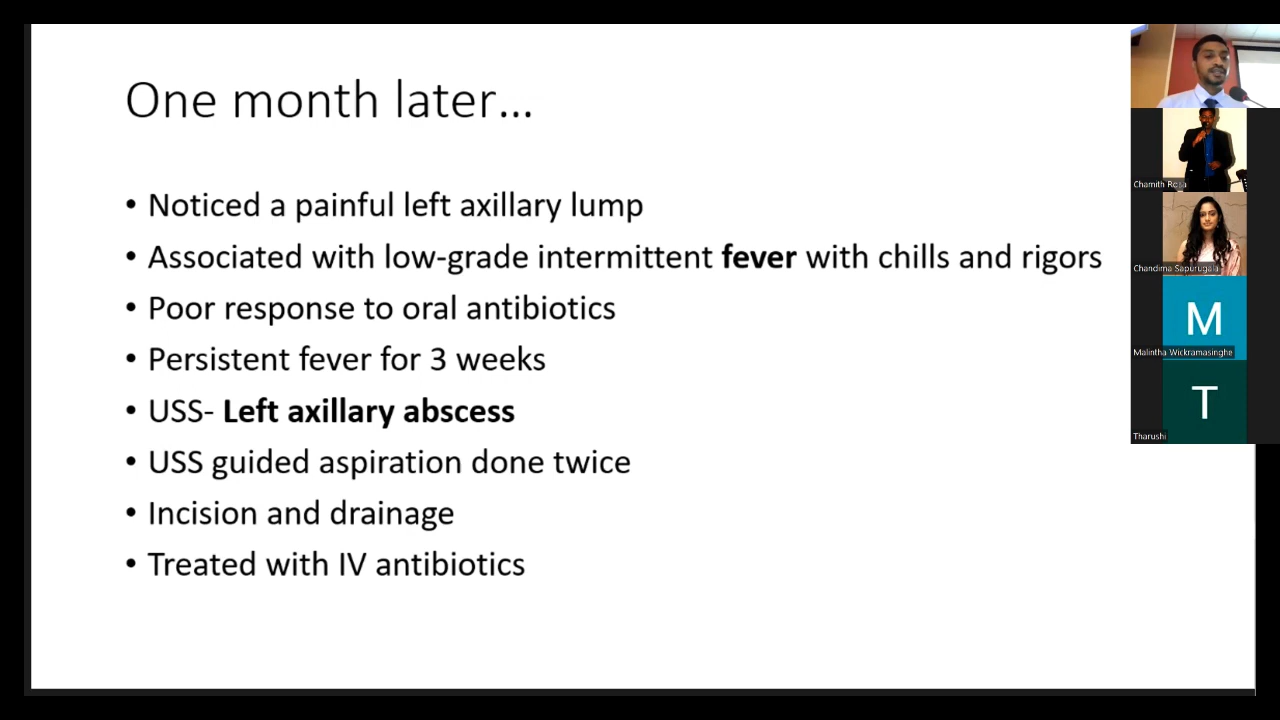 One month later...
• Noticed a painful left axillary lump
• Associated with low-grade intermittent fever with chills and rigors
• Poor response to oral antibiotics
• Persistent fever for 3 weeks
• USS- Left axillary abscess
• USS guided aspiration done twice
• Incision and drainage
• Treated with IV antibiotics
Chamith Rosa
Chandima Sapurugala
M
Malintha Wickramasinghe
T
Tharushi